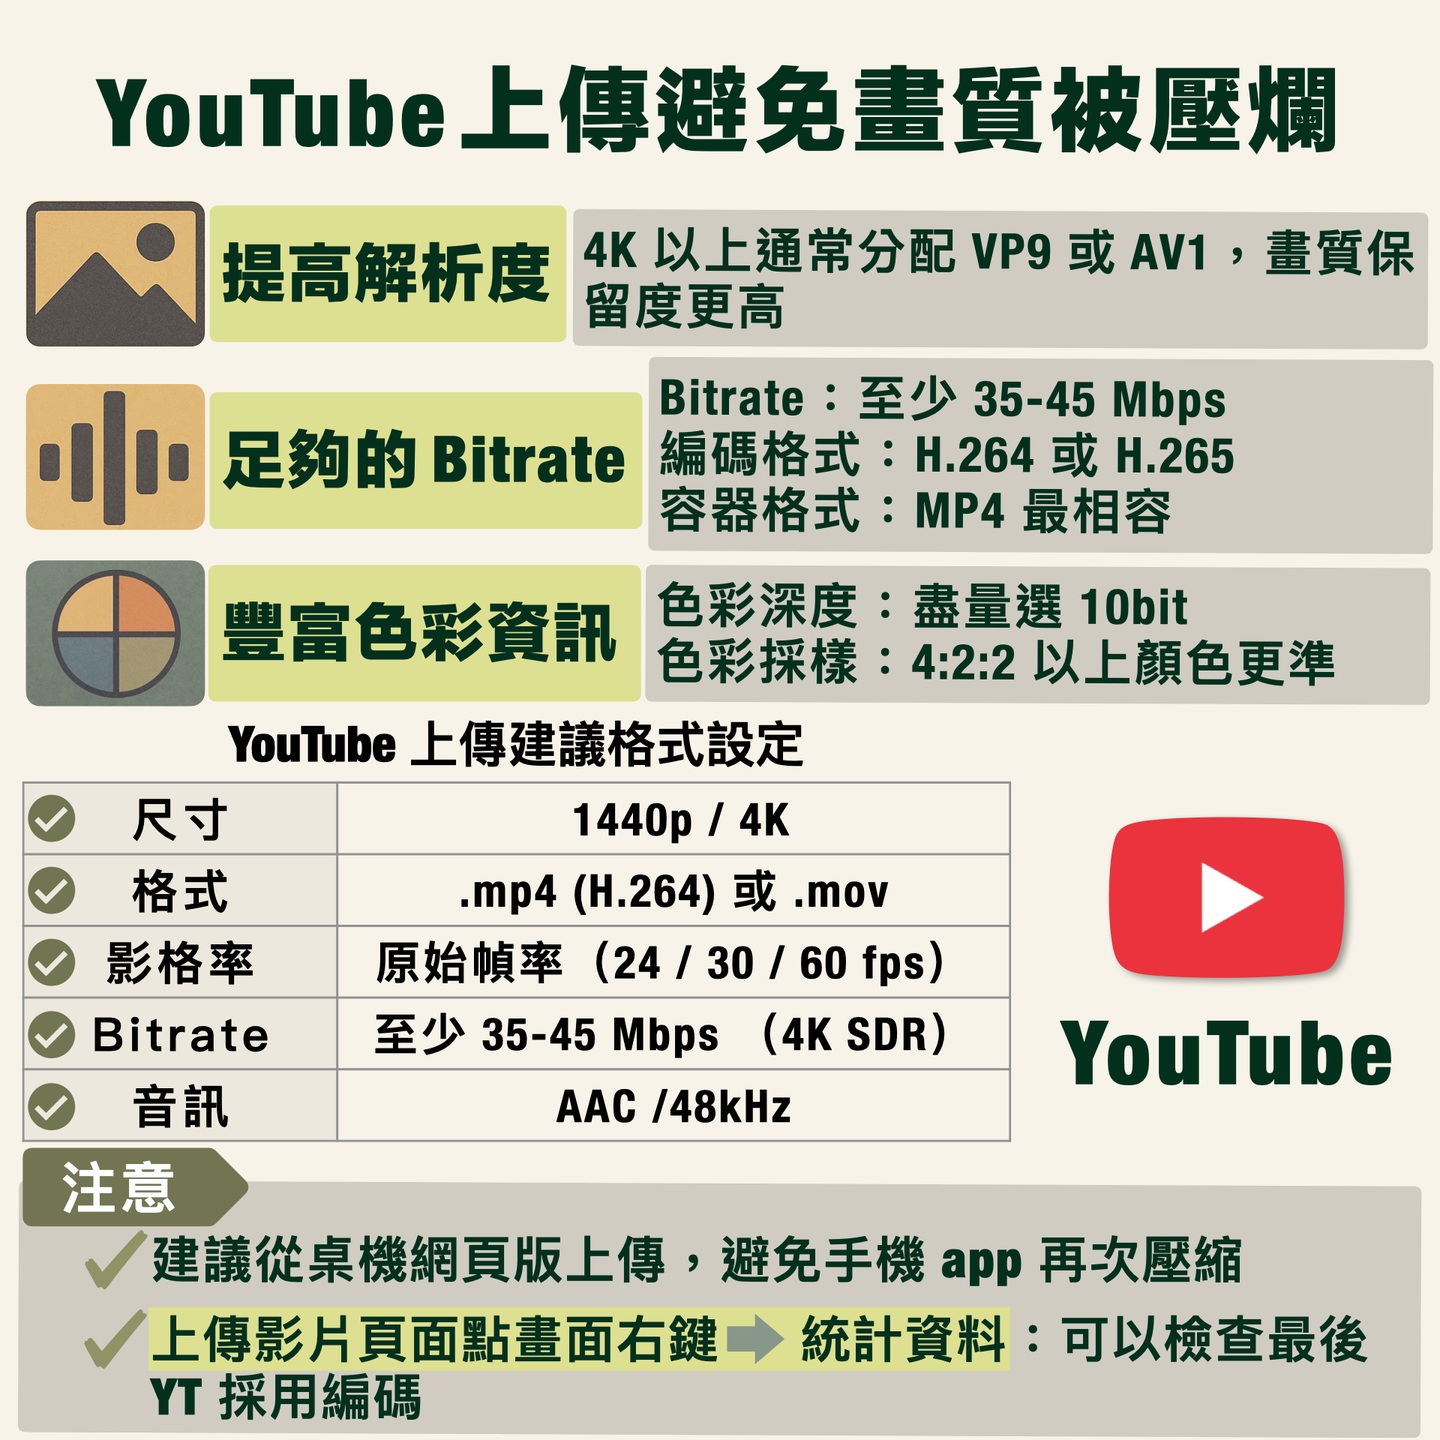 YouTube 上傳避免畫質被壓爛
提高解析度
4K 以上通常分配 VP9 或 AV1，畫質保
留度更高
足夠的 Bitrate
Bitrate：至少 35-45 Mbps
編碼格式：H.264 或 H.265
容器格式：MP4 最相容
豐富色彩資訊
色彩深度：盡量選 10bit
色彩採樣：4:2:2 以上顏色更準
YouTube 上傳建議格式設定
尺寸 1440p / 4K
格式 .mp4 (H.264) 或 .mov
影格率 原始幀率（24 / 30 / 60 fps）
Bitrate 至少 35-45 Mbps （4K SDR）
音訊 AAC /48kHz
YouTube
注意
建議從桌機網頁版上傳，避免手機 app 再次壓縮
上傳影片頁面點畫面右鍵 統計資料：可以檢查最後
YT 採用編碼